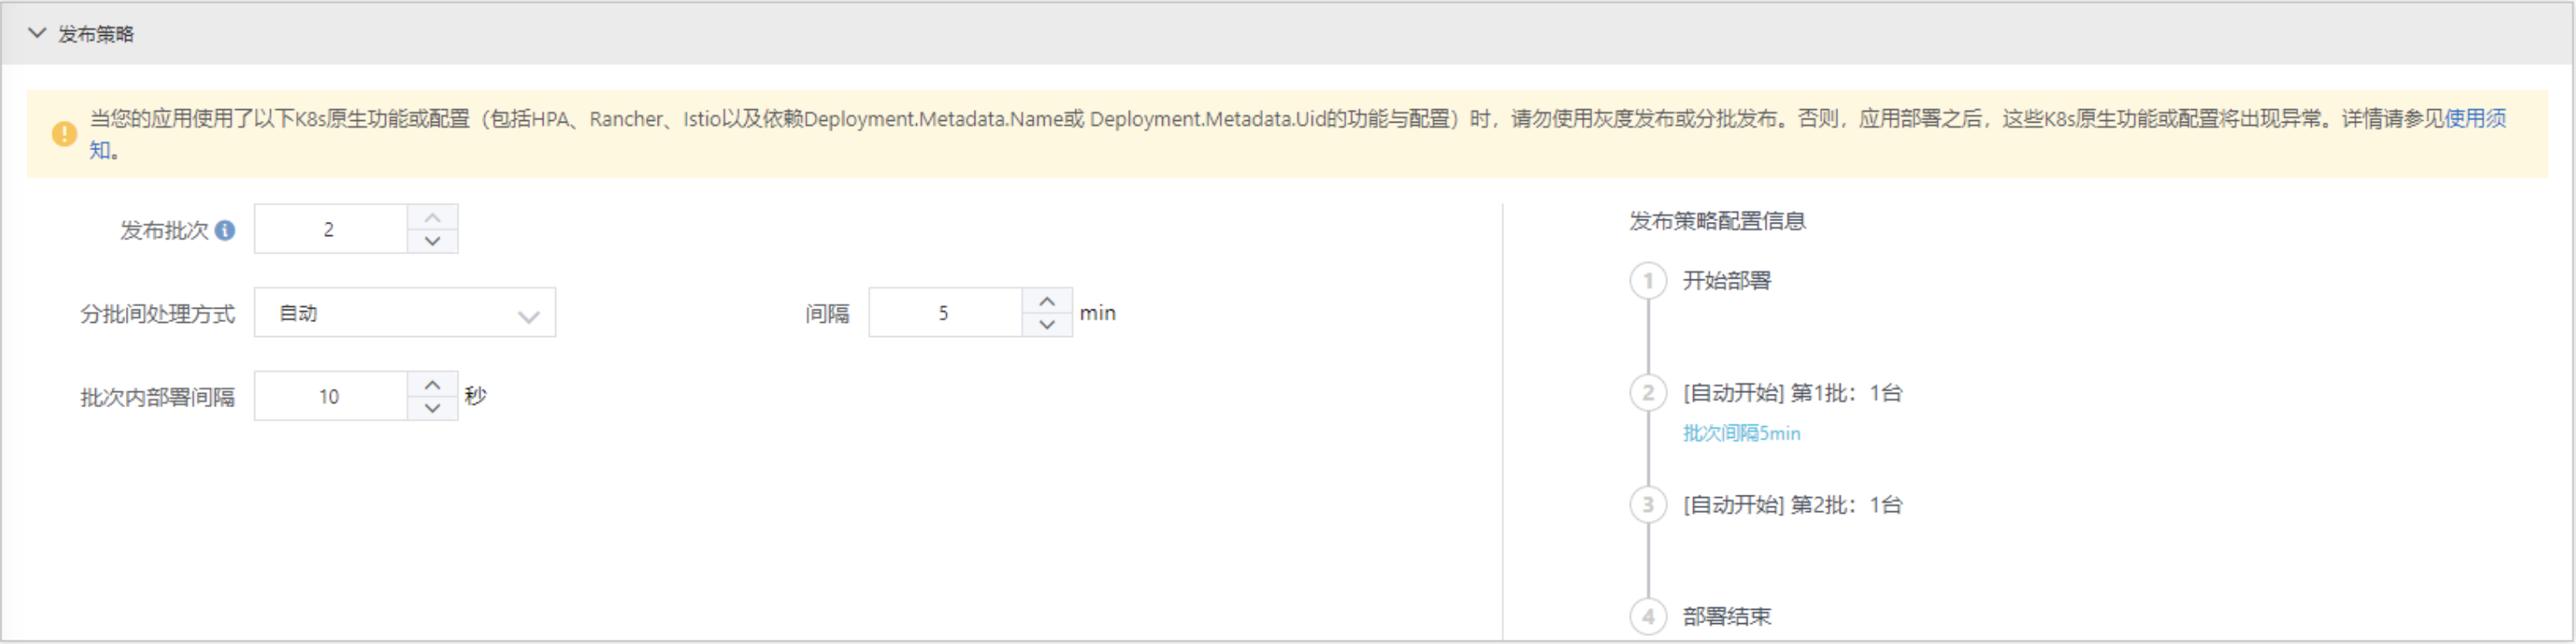 发布策略
当您的应用使用了以下K8s原生功能或配置（包括HPA、Rancher、Istio以及依赖Deployment.Metadata.Name或 Deployment.Metadata.Uid的功能与配置）时，请勿使用灰度发布或分批发布。否则，应用部署之后，这些K8s原生功能或配置将出现异常。详情请参见使用须
知。
发布批次 2
分批间处理方式 自动 间隔 5 min
批次内部署间隔 10 秒
发布策略配置信息
1 开始部署
2 [自动开始] 第1批：1台
批次间隔5min
3 [自动开始] 第2批：1台
4 部署结束